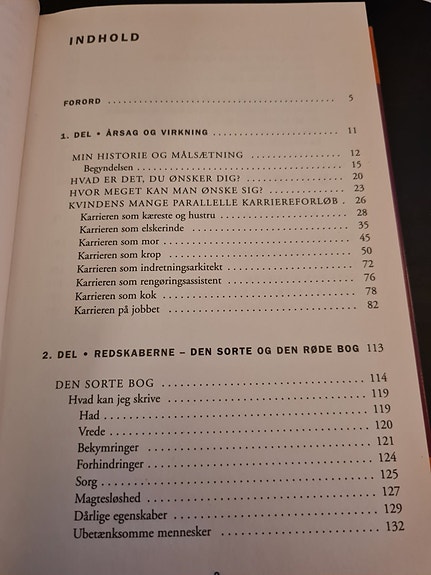 INDHOLD
FORORD 5
1. DEL • ÅRSAG OG VIRKNING 11
MIN HISTORIE OG MÅLSÆTNING 12
Begyndelsen 15
HVAD ER DET, DU ØNSKER DIG? 20
HVOR MEGET KAN MAN ØNSKE SIG? 23
KVINDENS MANGE PARALLELLE KARRIEREFORLØB . 26
Karrieren som kæreste og hustru 28
Karrieren som elskerinde 35
Karrieren som mor 45
Karrieren som krop 50
Karrieren som indretningsarkitekt 72
Karrieren som rengøringsassistent 76
Karrieren som kok 78
Karrieren på jobbet 82
2. DEL • REDSKABERNE – DEN SORTE OG DEN RØDE BOG 113
DEN SORTE BOG 114
Hvad kan jeg skrive 119
Had 119
Vrede 120
Bekymringer 121
Forhindringer 124
Sorg 125
Magtesløshed 127
Dårlige egenskaber 129
Ubetænksomme mennesker 132